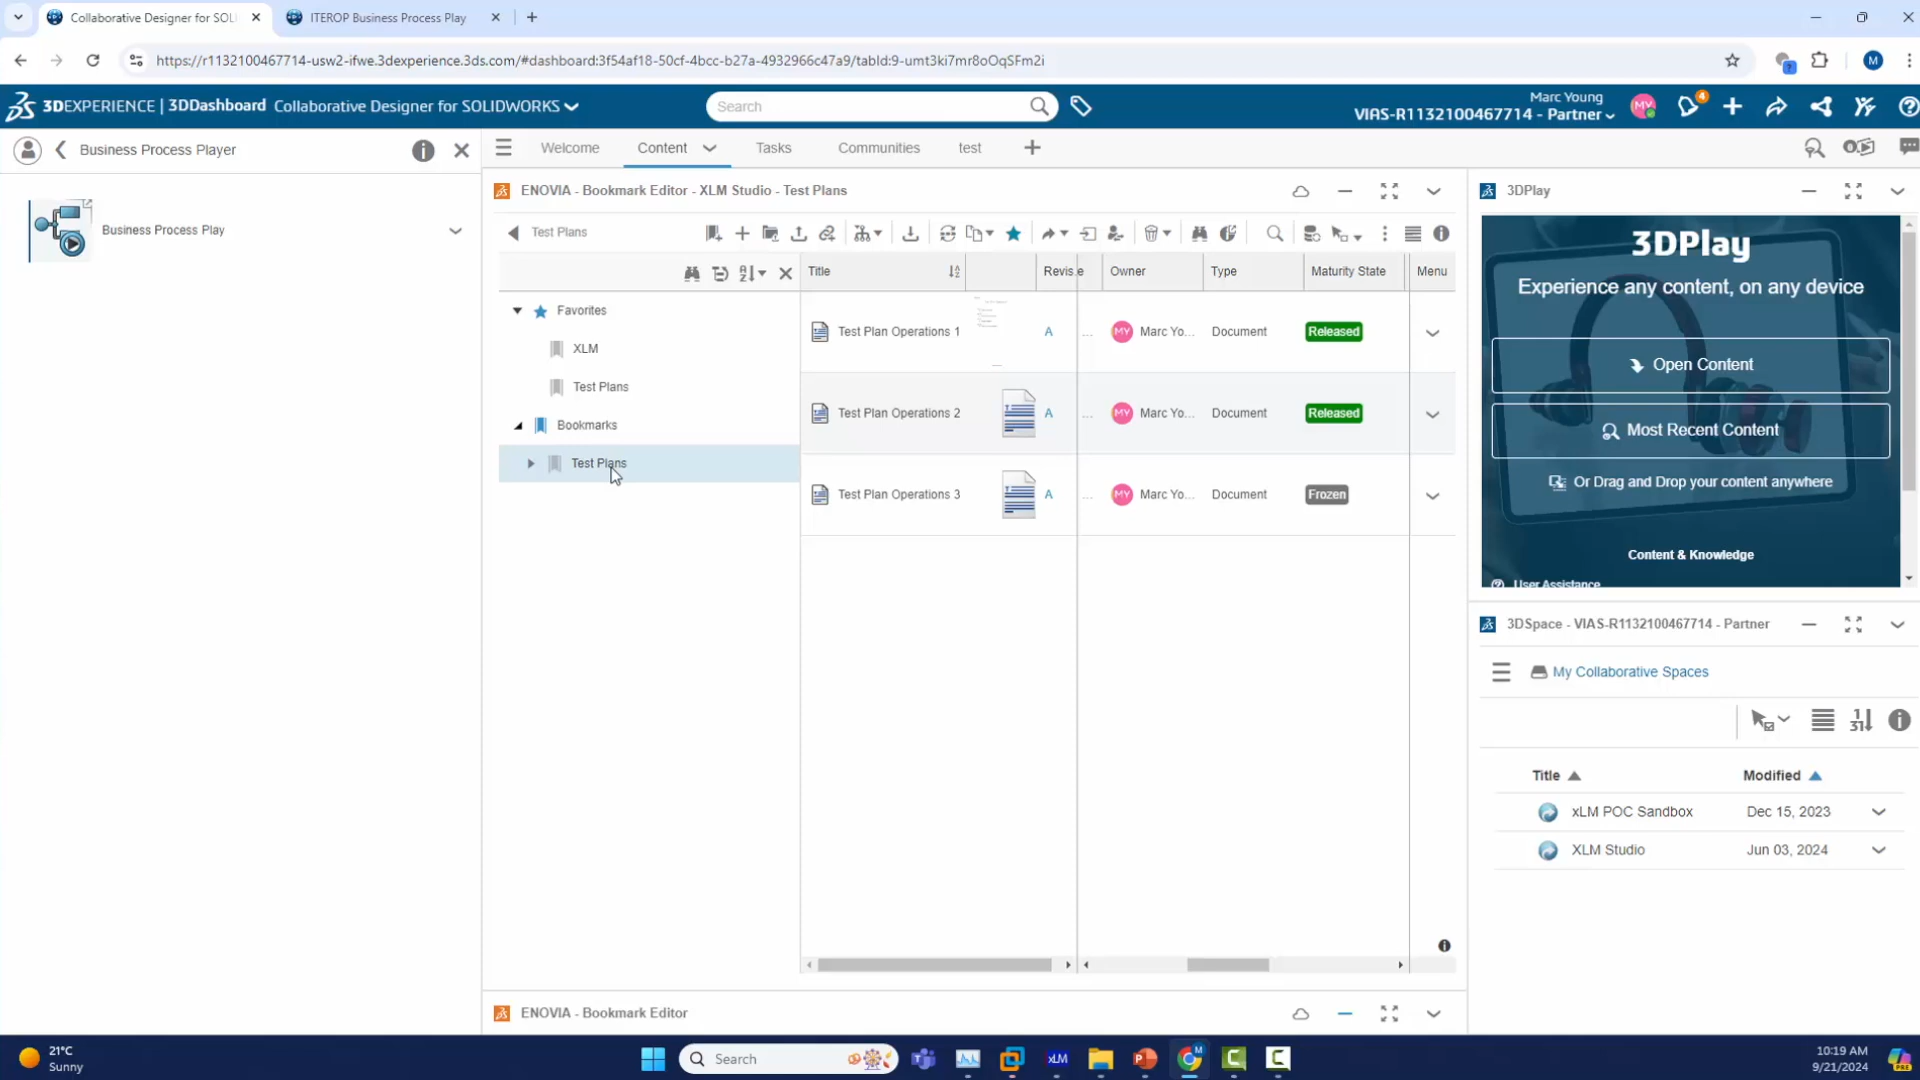 Collaborative Designer for SOL
ITEROP Business Process Play
https://r1132100467714-usw2-ifwe.3dexperience.3ds.com/#dashboard:3f54af18-50cf-4bcc-b27a-4932966c47a9/tabId:9-umt3ki7mr8oOqSFm2i
M
3DEXPERIENCE | 3DDashboard Collaborative Designer for SOLIDWORKS
Search
Marc Young
VIAS-R1132100467714 - Partner
MY
4
Business Process Player
Welcome
Content
Tasks
Communities
test
Business Process Play
ENOVIA - Bookmark Editor - XLM Studio - Test Plans
Test Plans
Title
Revis.e
Owner
Type
Maturity State
Menu
Favorites
XLM
Test Plans
Bookmarks
Test Plans
Test Plan Operations 1 A ... MY Marc Yo... Document Released
Test Plan Operations 2 A ... MY Marc Yo... Document Released
Test Plan Operations 3 A ... MY Marc Yo... Document Frozen
ENOVIA - Bookmark Editor
3DPlay
3DPlay
Experience any content, on any device
Open Content
Most Recent Content
Or Drag and Drop your content anywhere
Content & Knowledge
User Assistance
3DSpace - VIAS-R1132100467714 - Partner
My Collaborative Spaces
Title
Modified
xLM POC Sandbox Dec 15, 2023
XLM Studio Jun 03, 2024
21°C
Sunny
Search
xLM
10:19 AM
9/21/2024